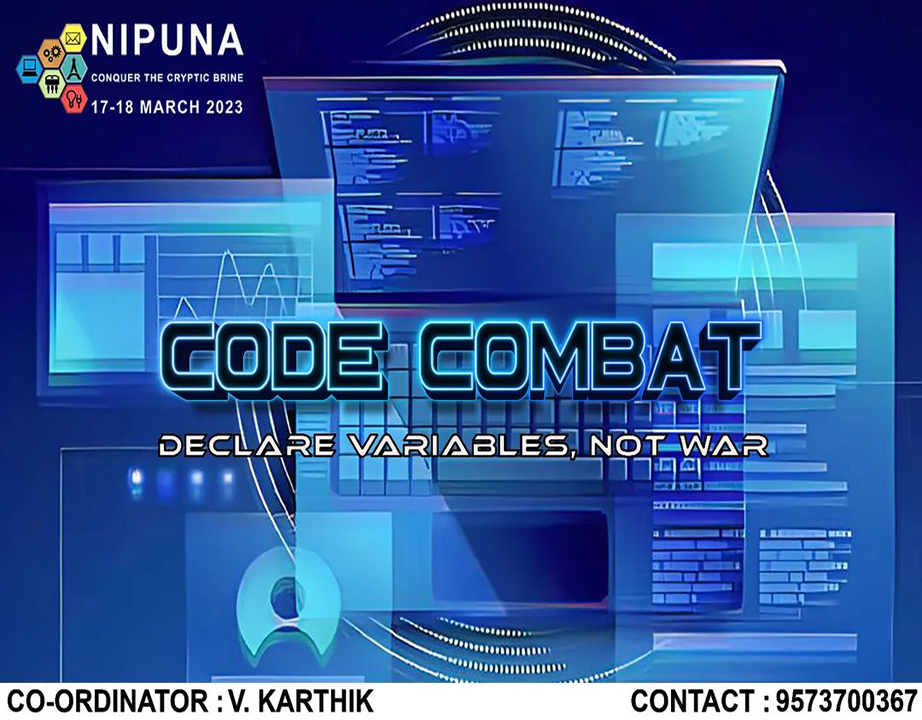 NIPUNA
CONQUER THE CRYPTIC BRINE
17-18 MARCH 2023
CODE COMBAT
DECLARE VARIABLES, NOT WAR
CO-ORDINATOR : V. KARTHIK
CONTACT : 9573700367